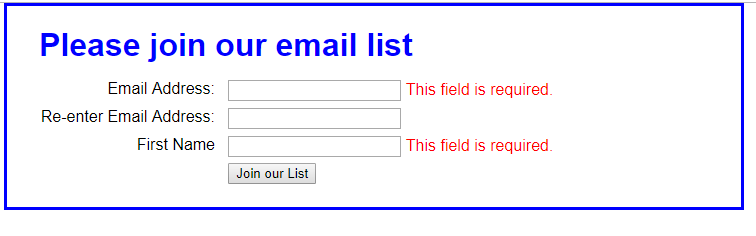 Please join our email list
Email Address: This field is required.
Re-enter Email Address:
First Name This field is required.
Join our List